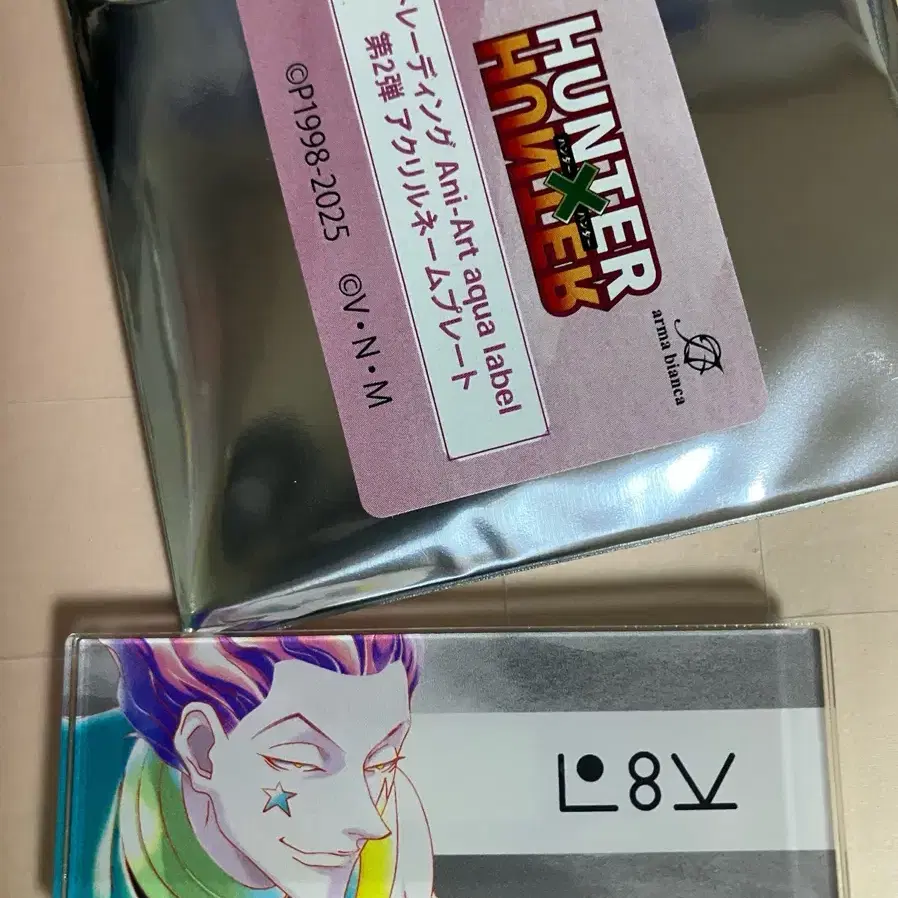 HUNTER
ハンター×ハンター
HUNTER
arma bianca
トレーディング Ani-Art aqua label
第2弾 アクリルネームプレート
©P1998-2025 ©V・N・M